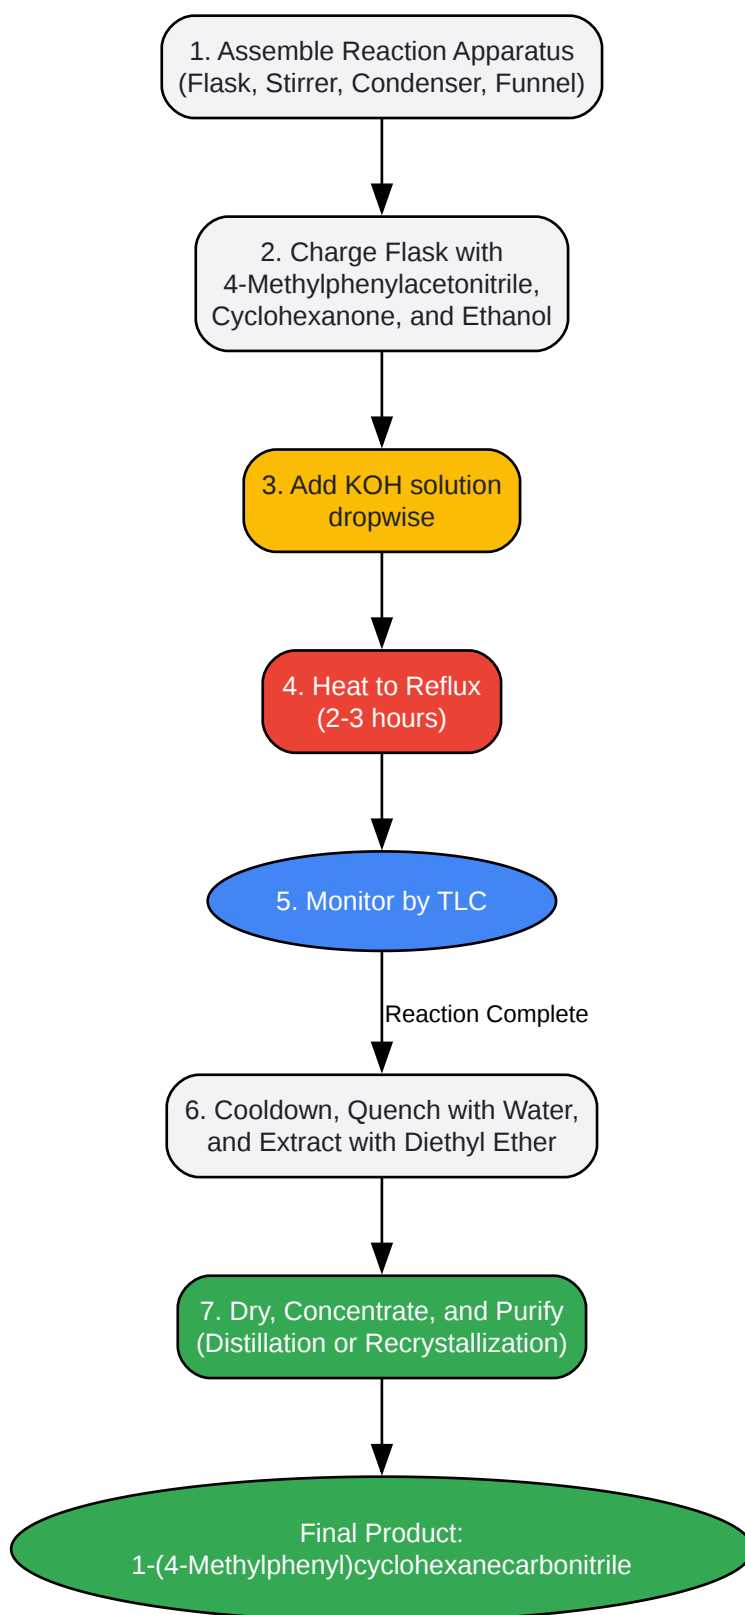 1. Assemble Reaction Apparatus
(Flask, Stirrer, Condenser, Funnel)
2. Charge Flask with
4-Methylphenylacetonitrile,
Cyclohexanone, and Ethanol
3. Add KOH solution
dropwise
4. Heat to Reflux
(2-3 hours)
5. Monitor by TLC
Reaction Complete
6. Cooldown, Quench with Water,
and Extract with Diethyl Ether
7. Dry, Concentrate, and Purify
(Distillation or Recrystallization)
Final Product:
1-(4-Methylphenyl)cyclohexanecarbonitrile